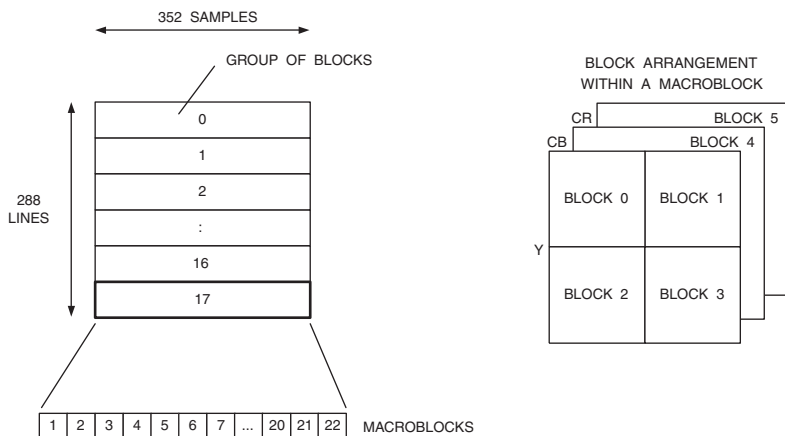 352 SAMPLES
GROUP OF BLOCKS
288
LINES
0
1
2
:
16
17
1 2 3 4 5 6 7 ... 20 21 22 MACROBLOCKS
BLOCK ARRANGEMENT
WITHIN A MACROBLOCK
CR BLOCK 5
CB BLOCK 4
BLOCK 0 BLOCK 1
Y
BLOCK 2 BLOCK 3